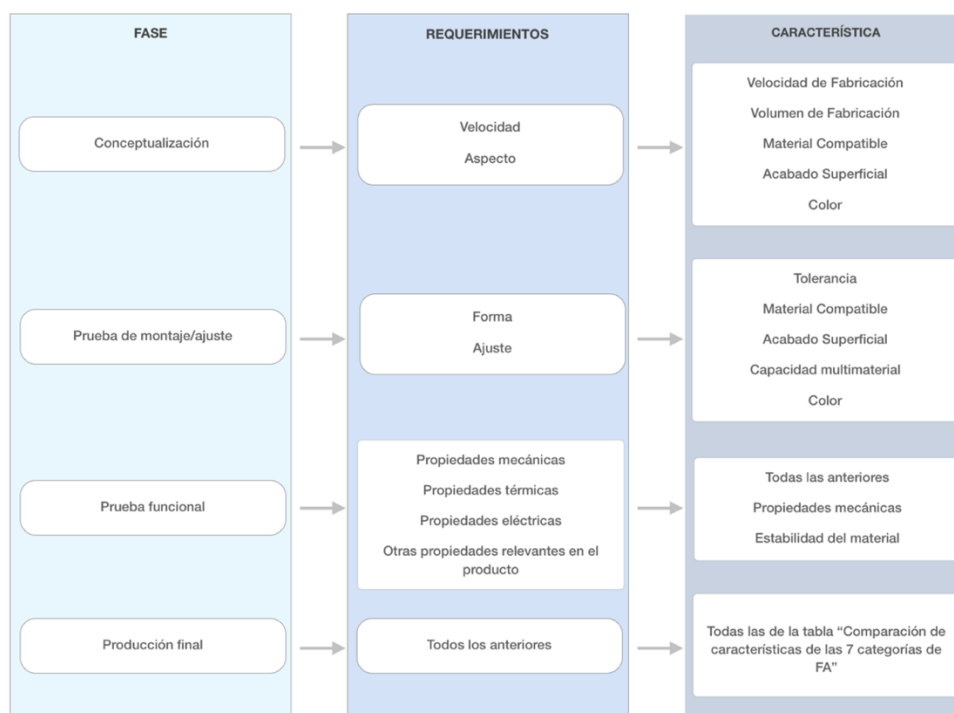 FASE
REQUERIMIENTOS
CARACTERÍSTICA
Conceptualización
Velocidad
Aspecto
Velocidad de Fabricación
Volumen de Fabricación
Material Compatible
Acabado Superficial
Color
Prueba de montaje/ajuste
Forma
Ajuste
Tolerancia
Material Compatible
Acabado Superficial
Capacidad multimaterial
Color
Prueba funcional
Propiedades mecánicas
Propiedades térmicas
Propiedades eléctricas
Otras propiedades relevantes en el
producto
Todas las anteriores
Propiedades mecánicas
Estabilidad del material
Producción final
Todos los anteriores
Todas las de la tabla “Comparación de
características de las 7 categorías de
FA”